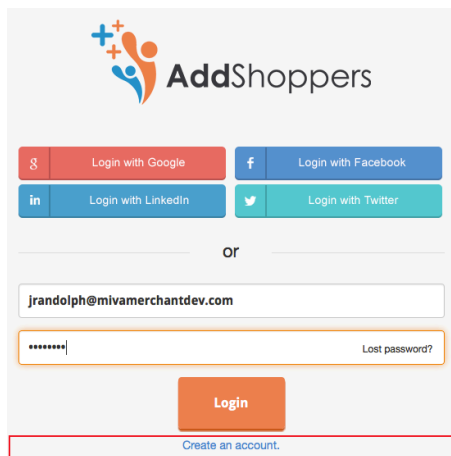 AddShoppers
g Login with Google
f Login with Facebook
in Login with LinkedIn
Login with Twitter
or
jrandolph@mivamerchantdev.com
•••••••• Lost password?
Login
Create an account.